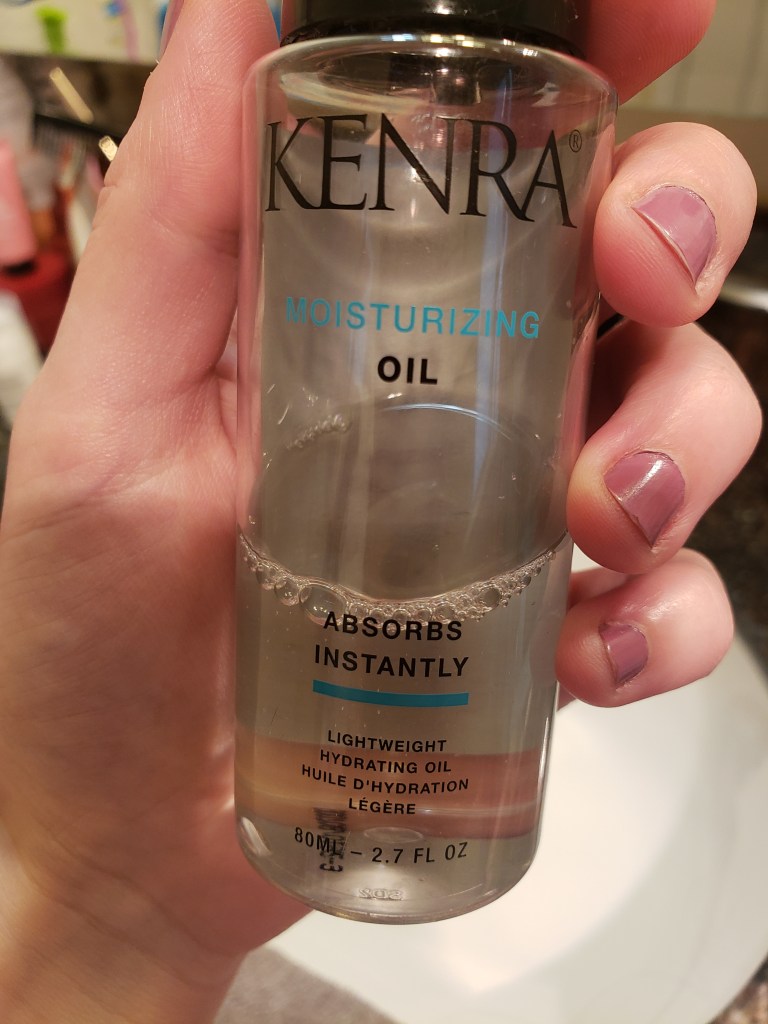 KENRA®
MOISTURIZING
OIL
ABSORBS
INSTANTLY
LIGHTWEIGHT
HYDRATING OIL
HUILE D'HYDRATION
LÉGÈRE
80ML – 2.7 FL OZ